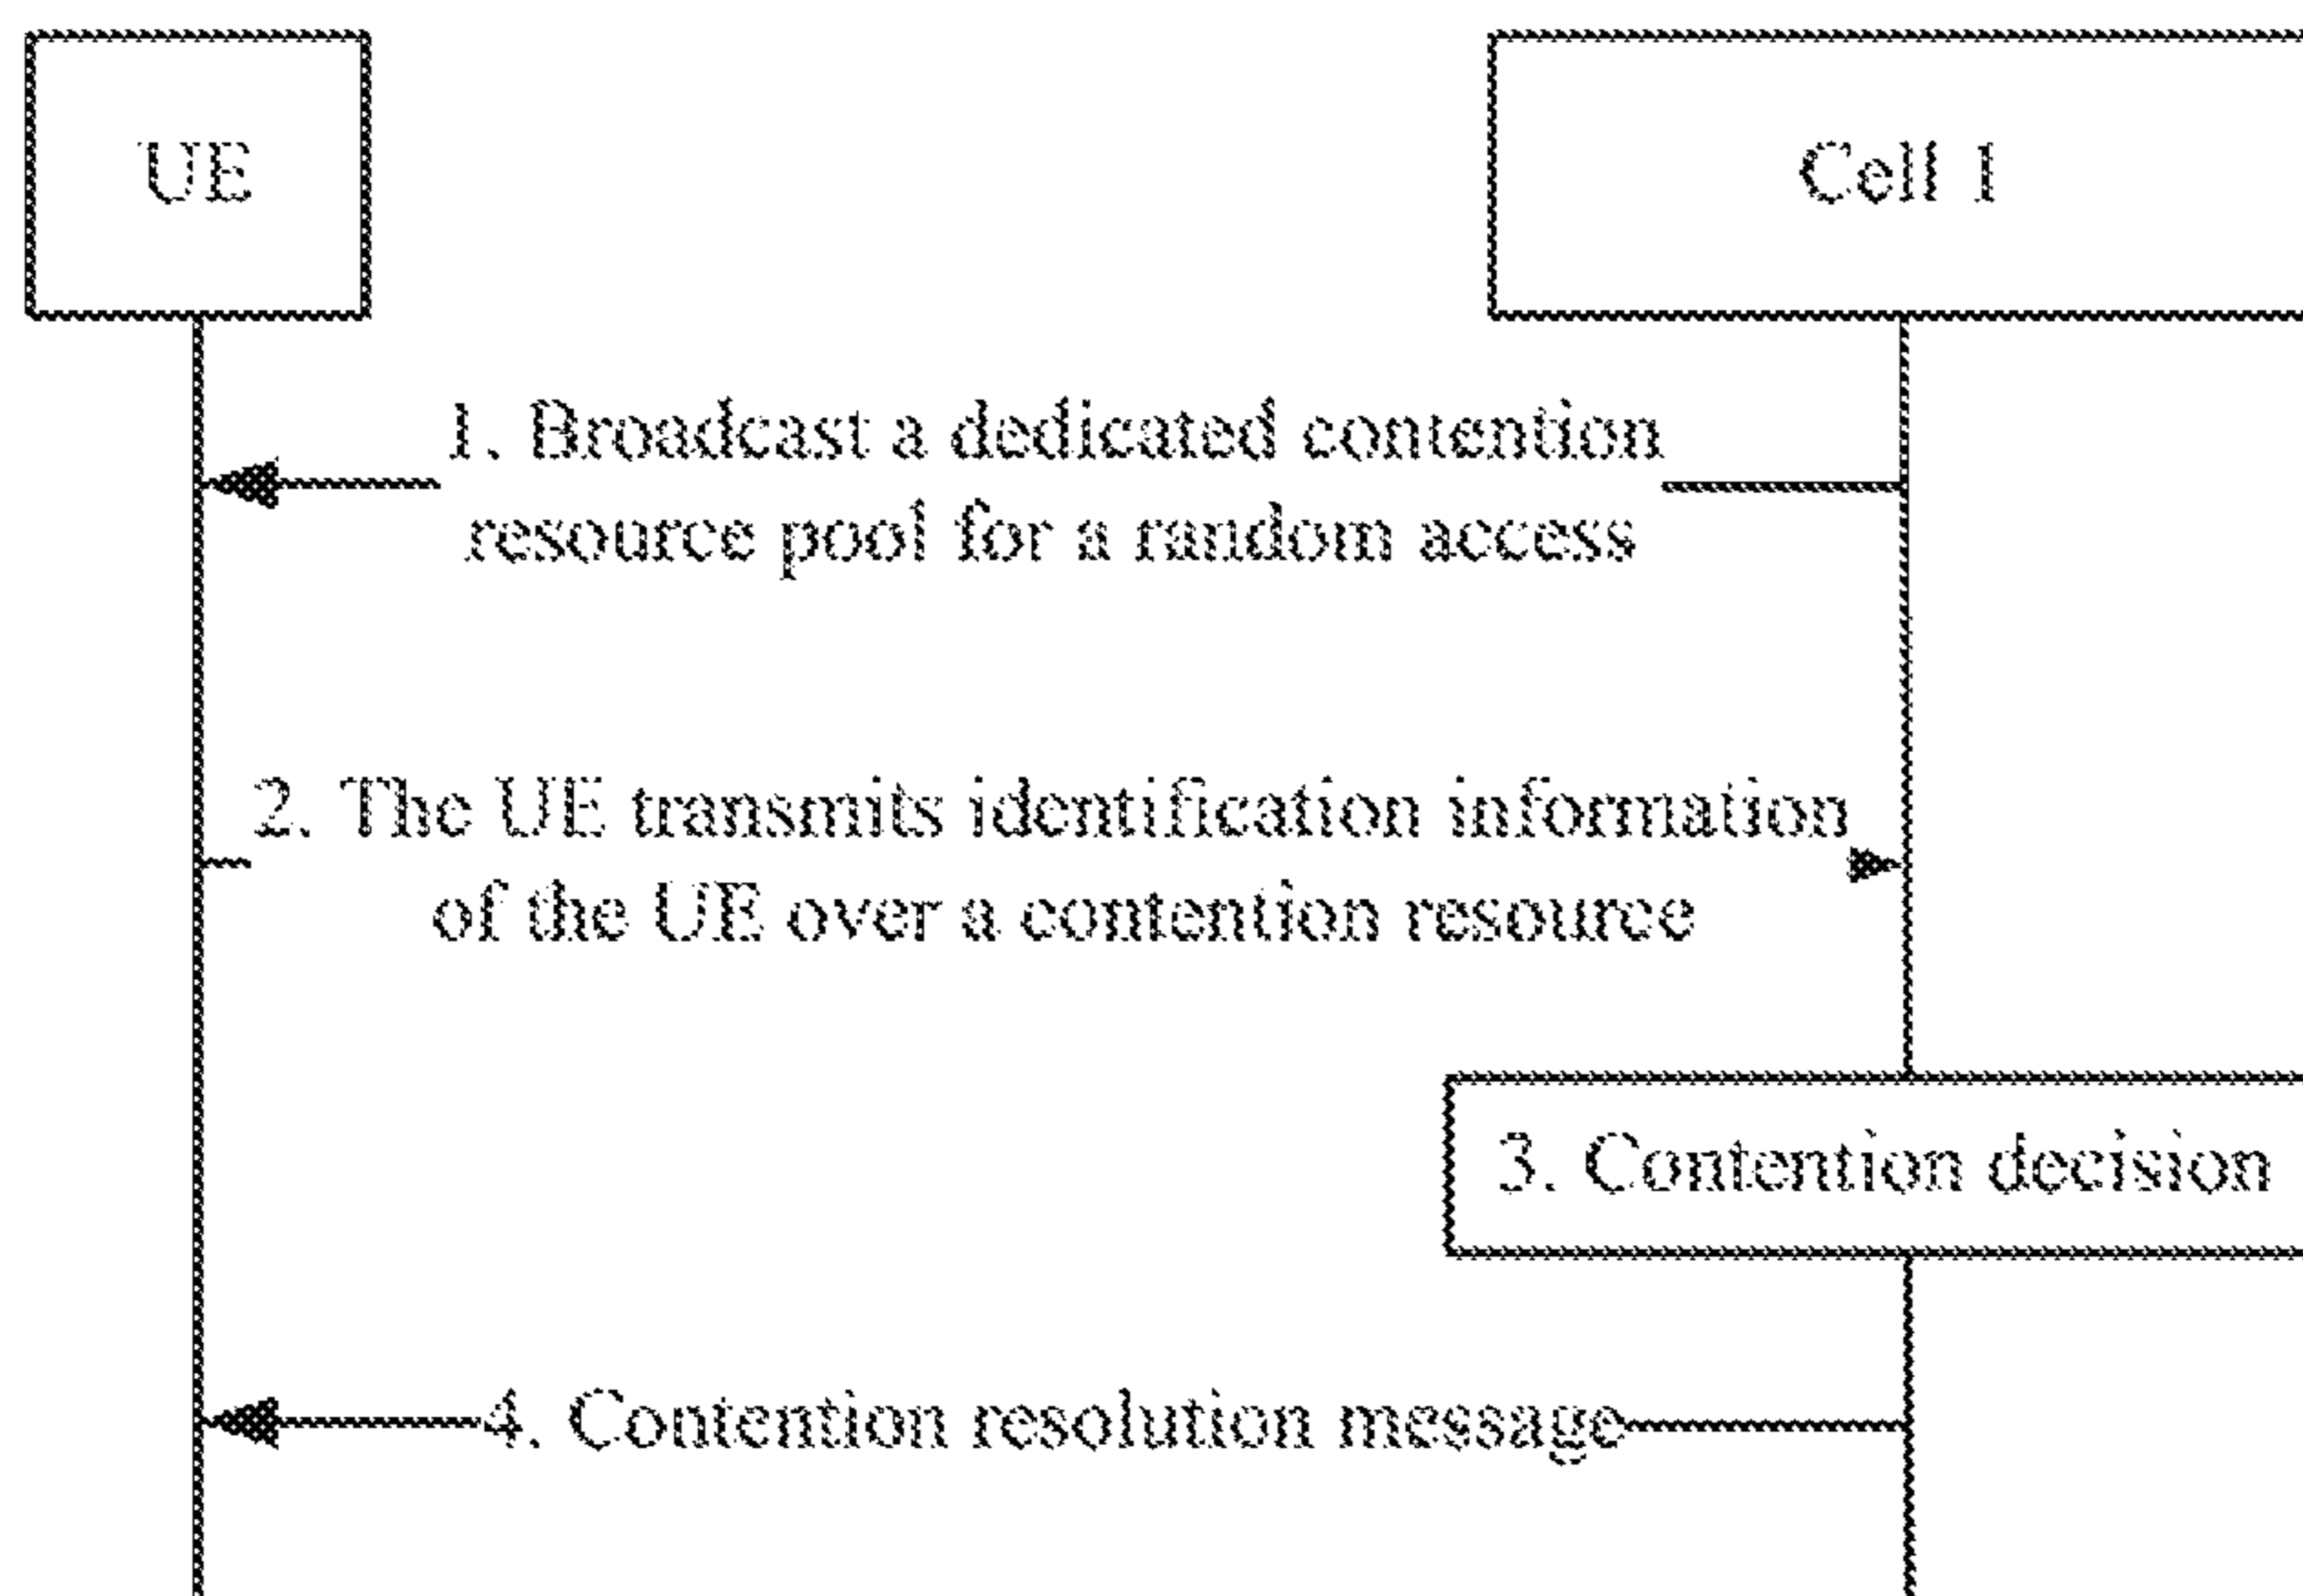 UE
Cell 1
1. Broadcast a dedicated contention
resource pool for a random access
2. The UE transmits identification information
of the UE over a contention resource
3. Contention decision
4. Contention resolution message